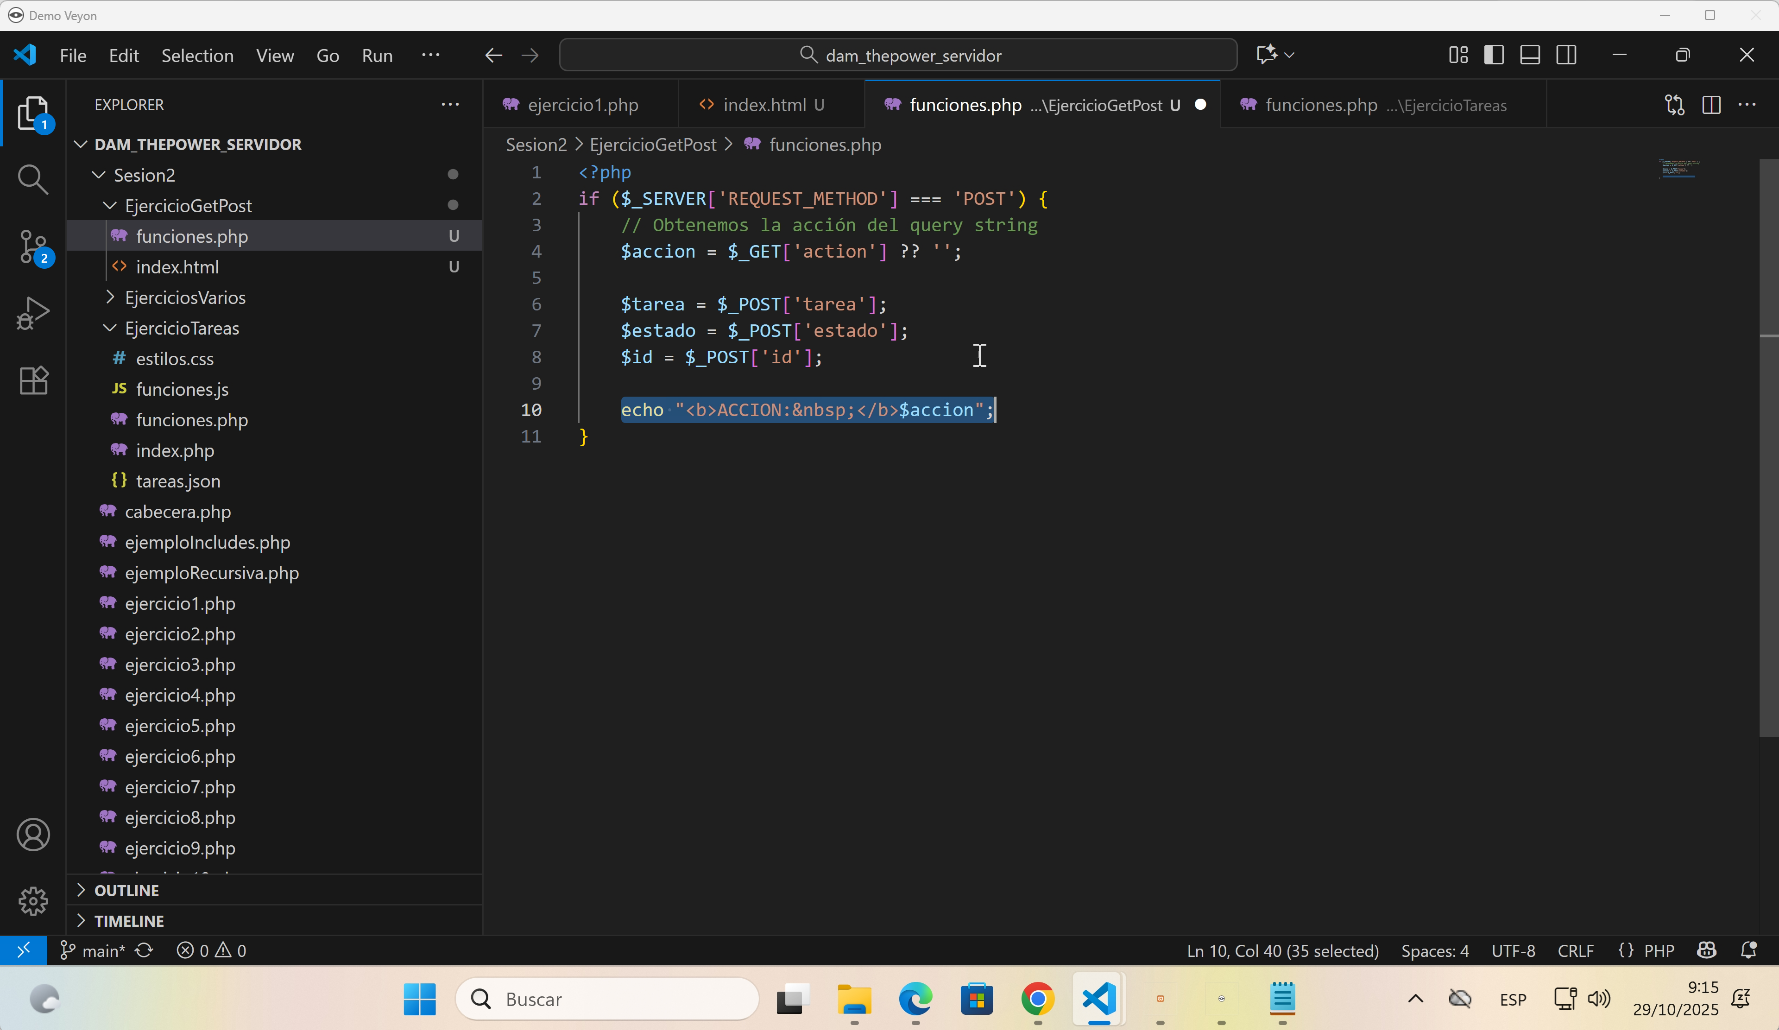 Demo Veyon
File Edit Selection View Go Run ···
dam_thepower_servidor
EXPLORER ···
1
2
DAM_THEPOWER_SERVIDOR
Sesion2
EjercicioGetPost
funciones.php U
index.html U
EjerciciosVarios
EjercicioTareas
# estilos.css
JS funciones.js
funciones.php
index.php
{} tareas.json
cabecera.php
ejemploIncludes.php
ejemploRecursiva.php
ejercicio1.php
ejercicio2.php
ejercicio3.php
ejercicio4.php
ejercicio5.php
ejercicio6.php
ejercicio7.php
ejercicio8.php
ejercicio9.php
OUTLINE
TIMELINE
ejercicio1.php
<> index.html U
funciones.php ...\EjercicioGetPost U
funciones.php ...\EjercicioTareas
Sesion2 > EjercicioGetPost > funciones.php
1 <?php
2 if ($_SERVER['REQUEST_METHOD'] === 'POST') {
3 // Obtenemos la acción del query string
4 $accion = $_GET['action'] ?? '';
5
6 $tarea = $_POST['tarea'];
7 $estado = $_POST['estado'];
8 $id = $_POST['id'];
9
10 echo "<b>ACCION:&nbsp;</b>$accion";
11 }
main* 0 0
Ln 10, Col 40 (35 selected) Spaces: 4 UTF-8 CRLF {} PHP
Buscar
ESP
9:15
29/10/2025